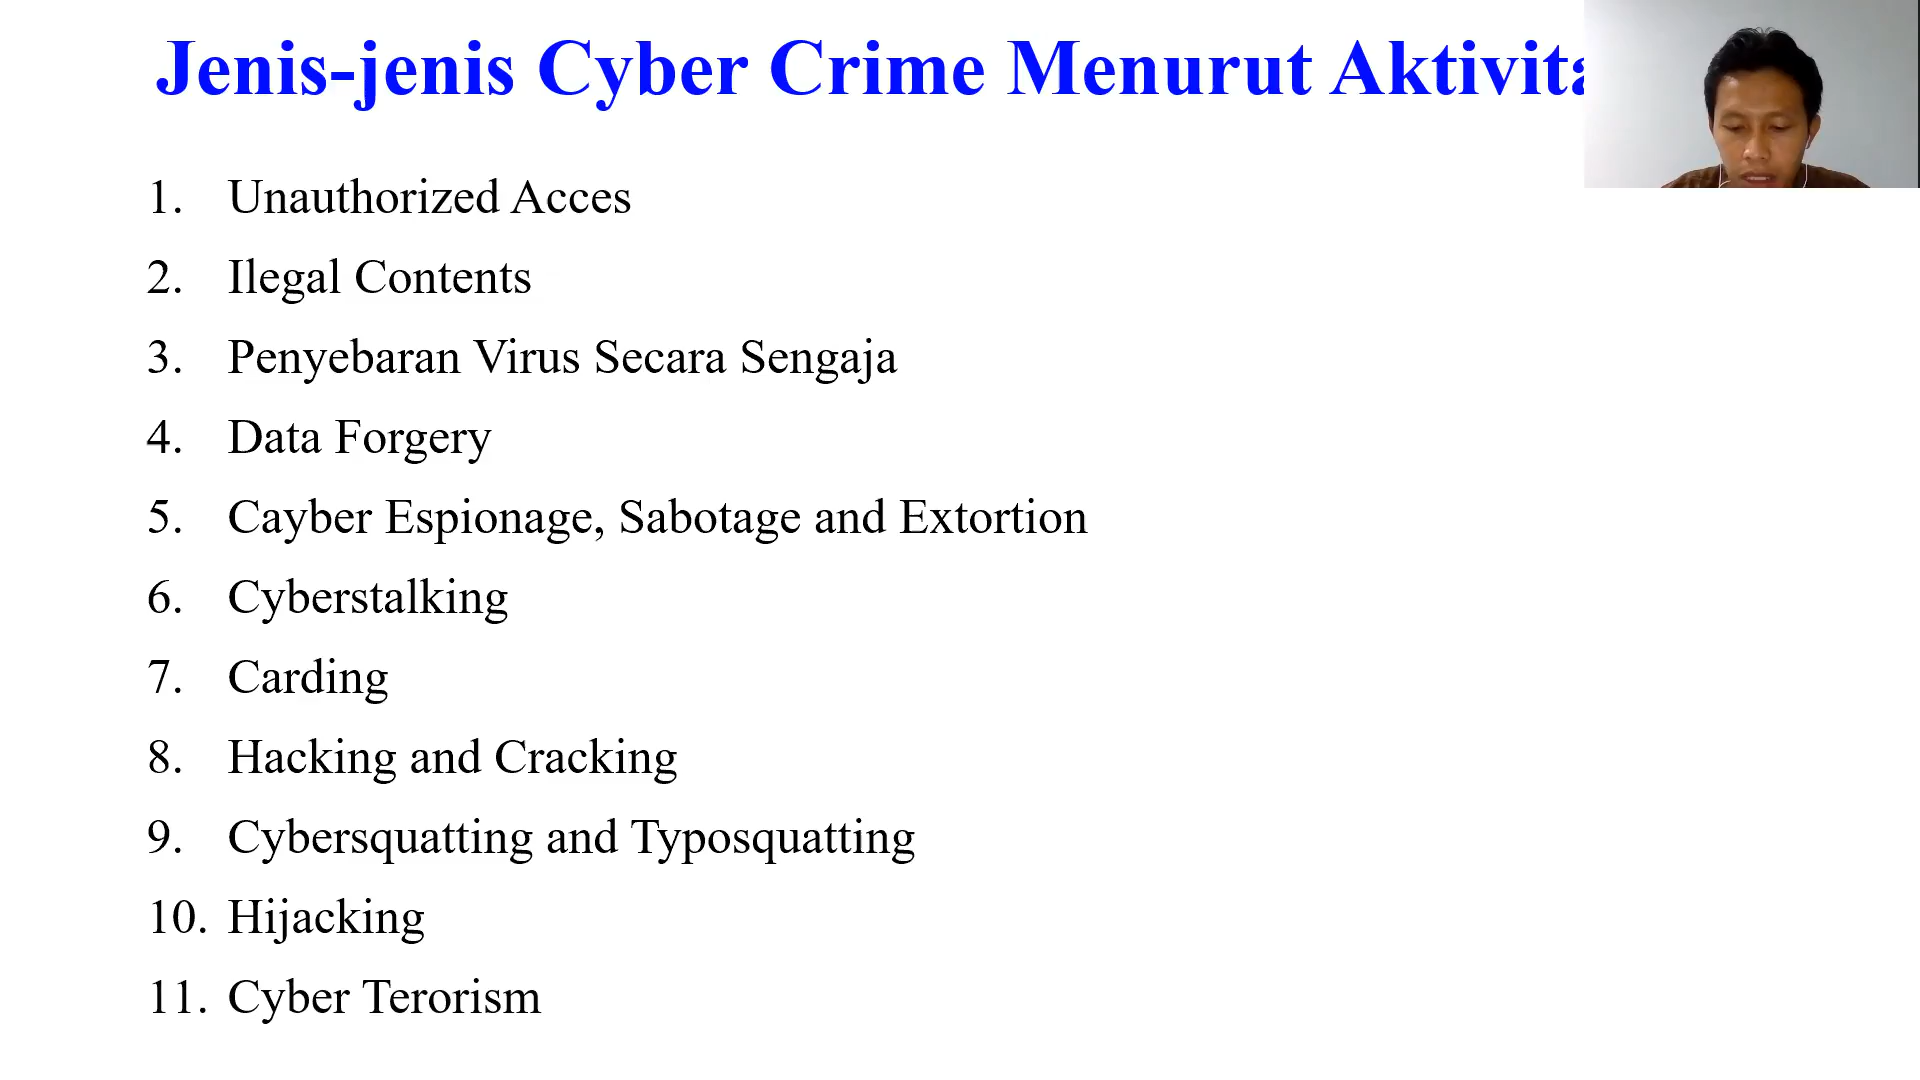 Jenis-jenis Cyber Crime Menurut Aktivita
1. Unauthorized Acces
2. Ilegal Contents
3. Penyebaran Virus Secara Sengaja
4. Data Forgery
5. Cayber Espionage, Sabotage and Extortion
6. Cyberstalking
7. Carding
8. Hacking and Cracking
9. Cybersquatting and Typosquatting
10. Hijacking
11. Cyber Terorism